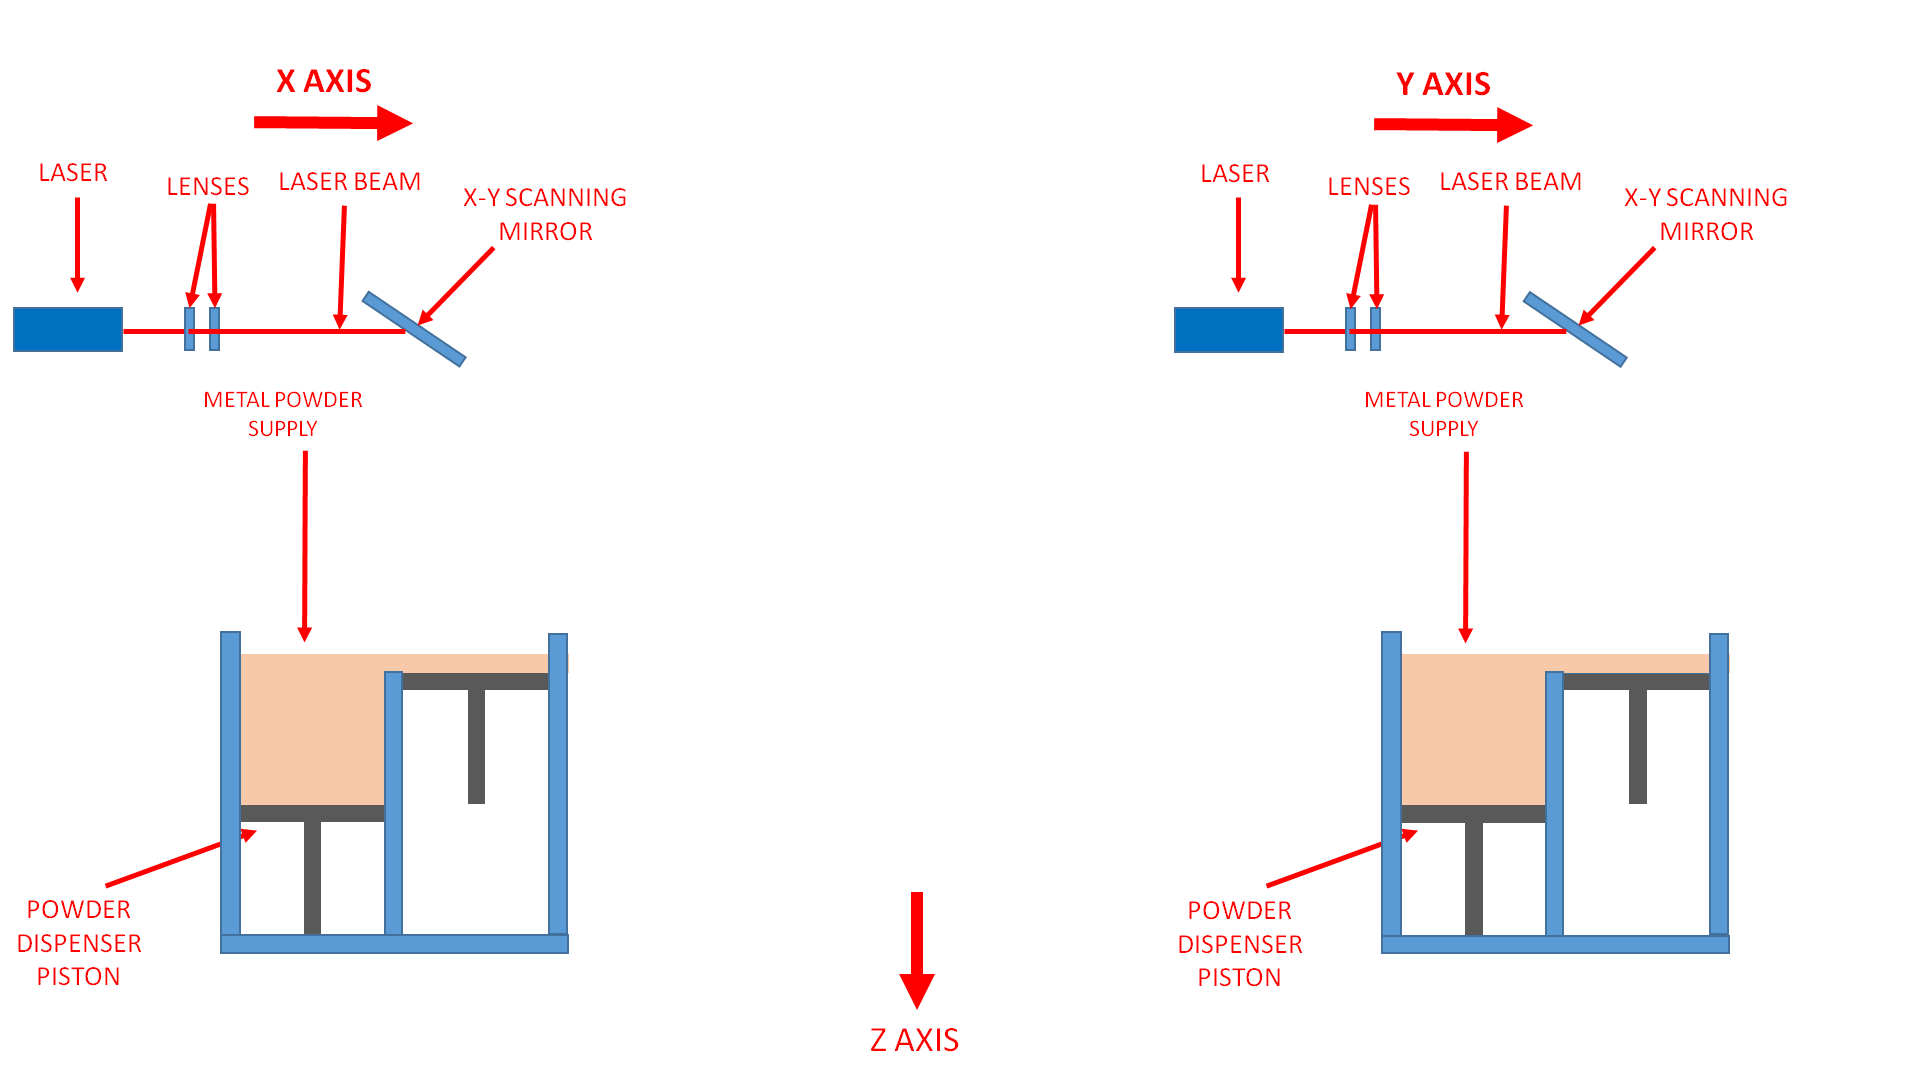 X AXIS
LASER
LENSES
LASER BEAM
X-Y SCANNING
MIRROR
METAL POWDER
SUPPLY
POWDER
DISPENSER
PISTON
Y AXIS
LASER
LENSES
LASER BEAM
X-Y SCANNING
MIRROR
METAL POWDER
SUPPLY
POWDER
DISPENSER
PISTON
Z AXIS